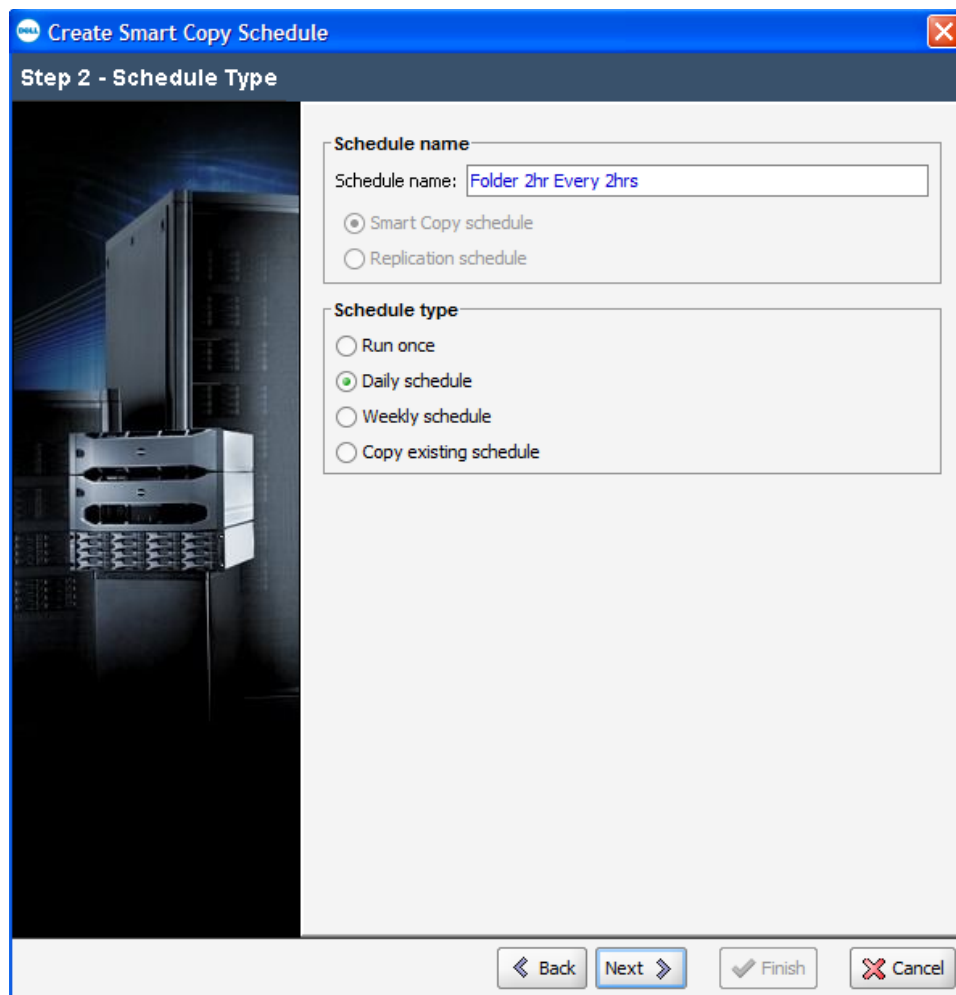 DELL Create Smart Copy Schedule
Step 2 - Schedule Type
Schedule name
Schedule name: Folder 2hr Every 2hrs
Smart Copy schedule
Replication schedule
Schedule type
Run once
Daily schedule
Weekly schedule
Copy existing schedule
Back Next Finish Cancel